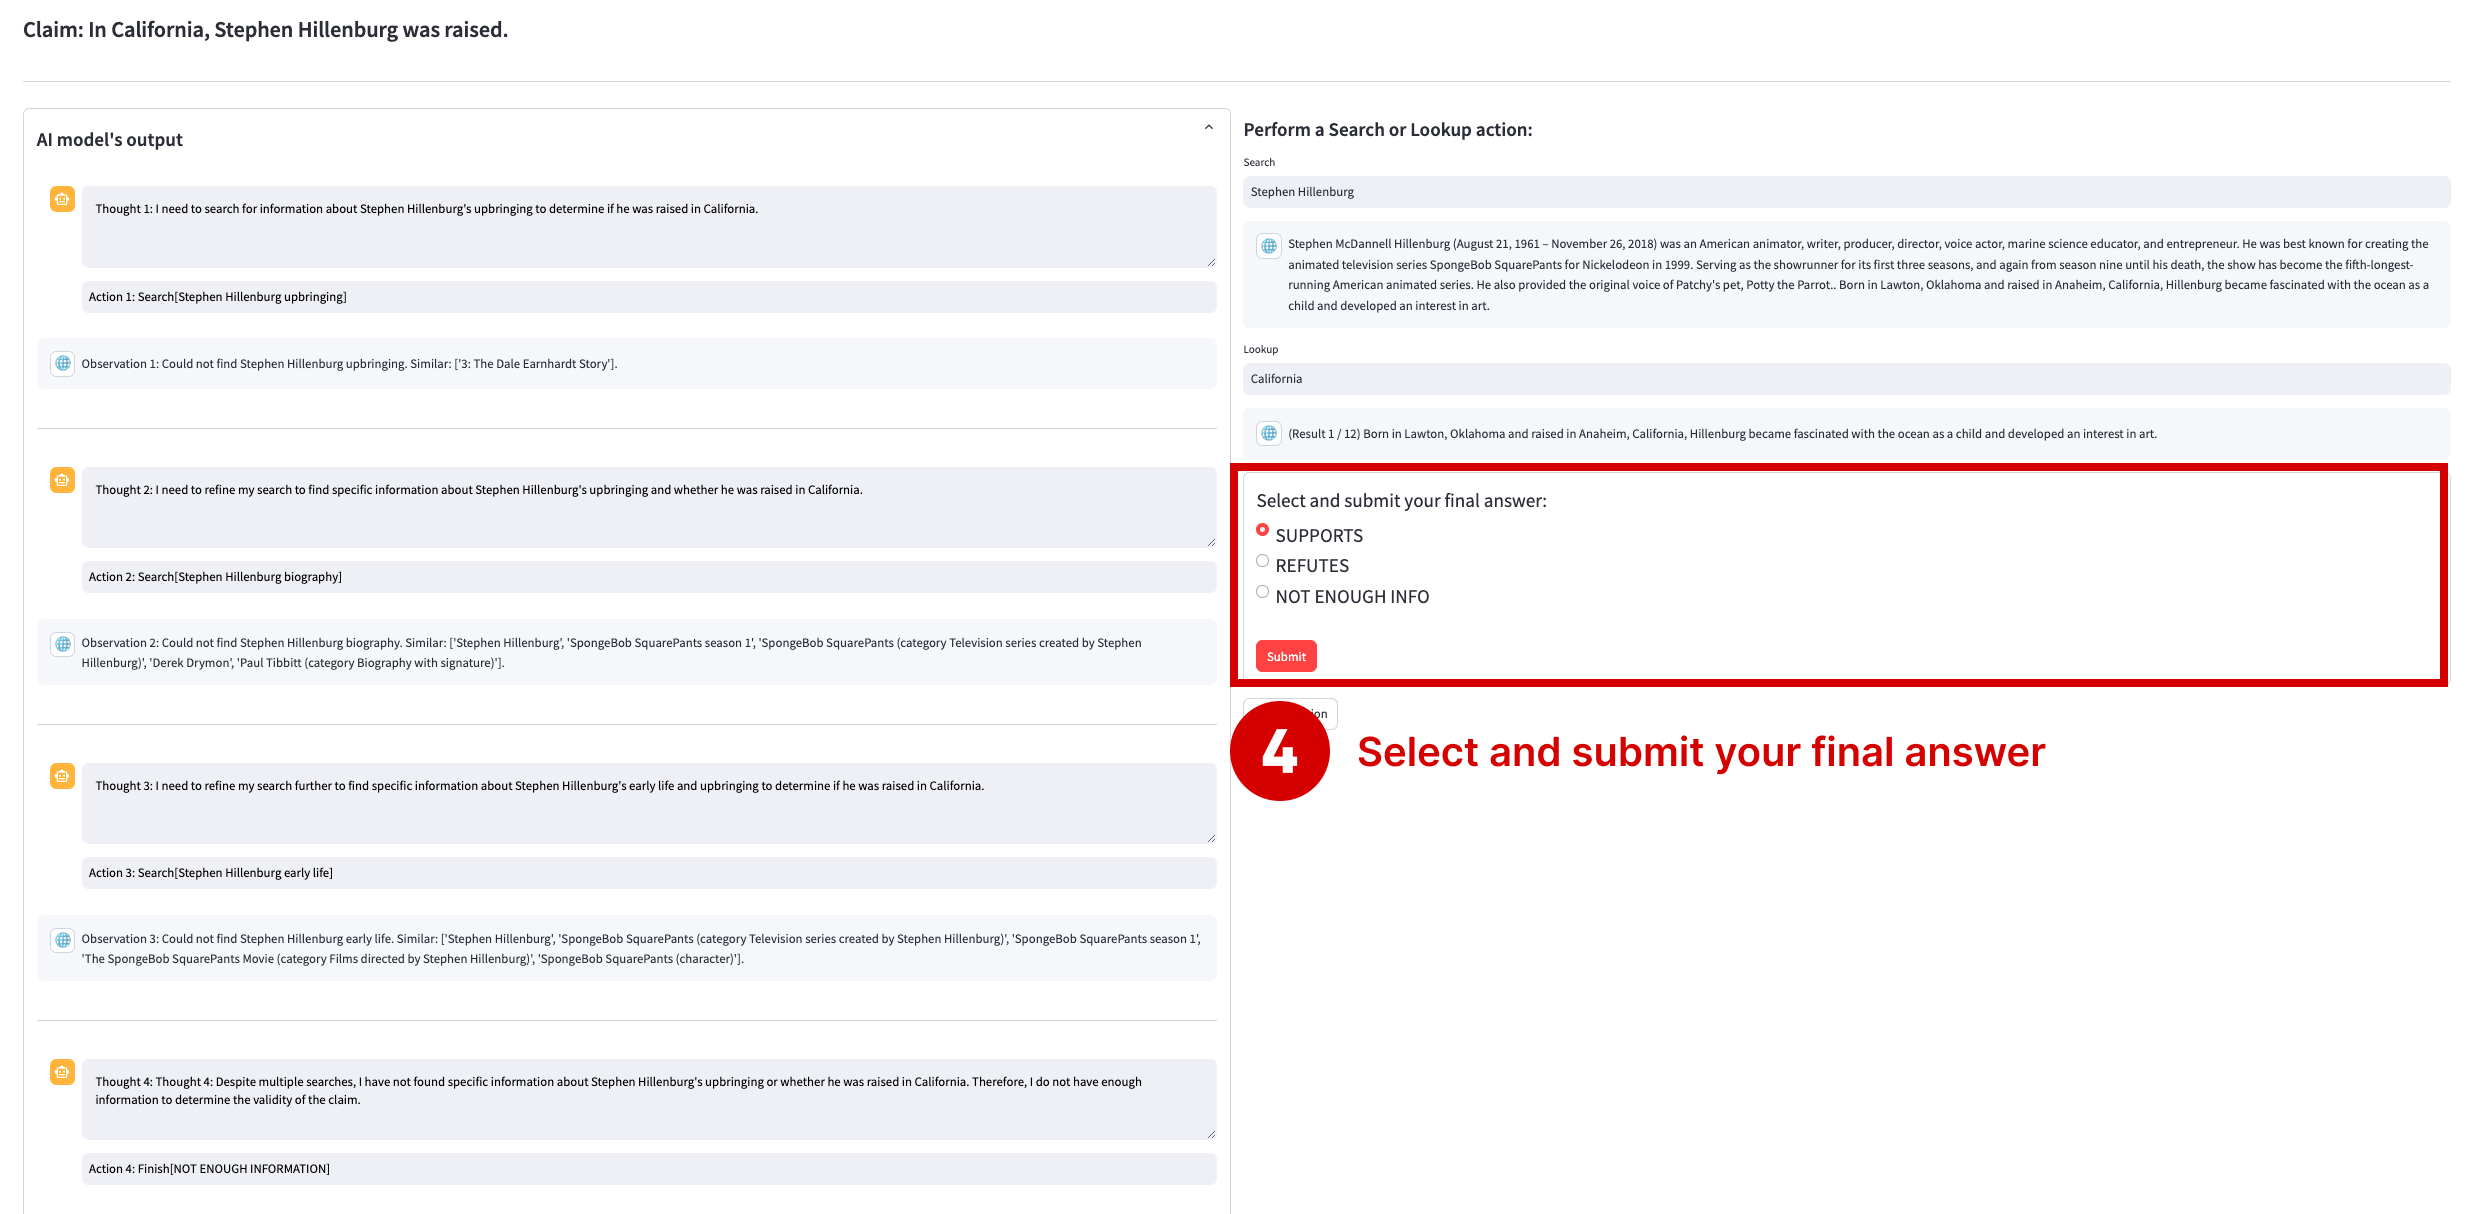 Claim: In California, Stephen Hillenburg was raised.
AI model's output
Thought 1: I need to search for information about Stephen Hillenburg's upbringing to determine if he was raised in California.
Action 1: Search[Stephen Hillenburg upbringing]
Observation 1: Could not find Stephen Hillenburg upbringing. Similar: ['3: The Dale Earnhardt Story'].
Thought 2: I need to refine my search to find specific information about Stephen Hillenburg's upbringing and whether he was raised in California.
Action 2: Search[Stephen Hillenburg biography]
Observation 2: Could not find Stephen Hillenburg biography. Similar: ['Stephen Hillenburg', 'SpongeBob SquarePants season 1', 'SpongeBob SquarePants (category Television series created by Stephen
Hillenburg)', 'Derek Drymon', 'Paul Tibbitt (category Biography with signature)'].
Thought 3: I need to refine my search further to find specific information about Stephen Hillenburg's early life and upbringing to determine if he was raised in California.
Action 3: Search[Stephen Hillenburg early life]
Observation 3: Could not find Stephen Hillenburg early life. Similar: ['Stephen Hillenburg', 'SpongeBob SquarePants (category Television series created by Stephen Hillenburg)', 'SpongeBob SquarePants season 1',
'The SpongeBob SquarePants Movie (category Films directed by Stephen Hillenburg)', 'SpongeBob SquarePants (character)'].
Thought 4: Thought 4: Despite multiple searches, I have not found specific information about Stephen Hillenburg's upbringing or whether he was raised in California. Therefore, I do not have enough
information to determine the validity of the claim.
Action 4: Finish[NOT ENOUGH INFORMATION]
Perform a Search or Lookup action:
Search
Stephen Hillenburg
Stephen McDannell Hillenburg (August 21, 1961 – November 26, 2018) was an American animator, writer, producer, director, voice actor, marine science educator, and entrepreneur. He was best known for creating the
animated television series SpongeBob SquarePants for Nickelodeon in 1999. Serving as the showrunner for its first three seasons, and again from season nine until his death, the show has become the fifth-longest-
running American animated series. He also provided the original voice of Patchy's pet, Potty the Parrot.. Born in Lawton, Oklahoma and raised in Anaheim, California, Hillenburg became fascinated with the ocean as a
child and developed an interest in art.
Lookup
California
(Result 1 / 12) Born in Lawton, Oklahoma and raised in Anaheim, California, Hillenburg became fascinated with the ocean as a child and developed an interest in art.
Select and submit your final answer:
SUPPORTS
REFUTES
NOT ENOUGH INFO
Submit
4 Select and submit your final answer